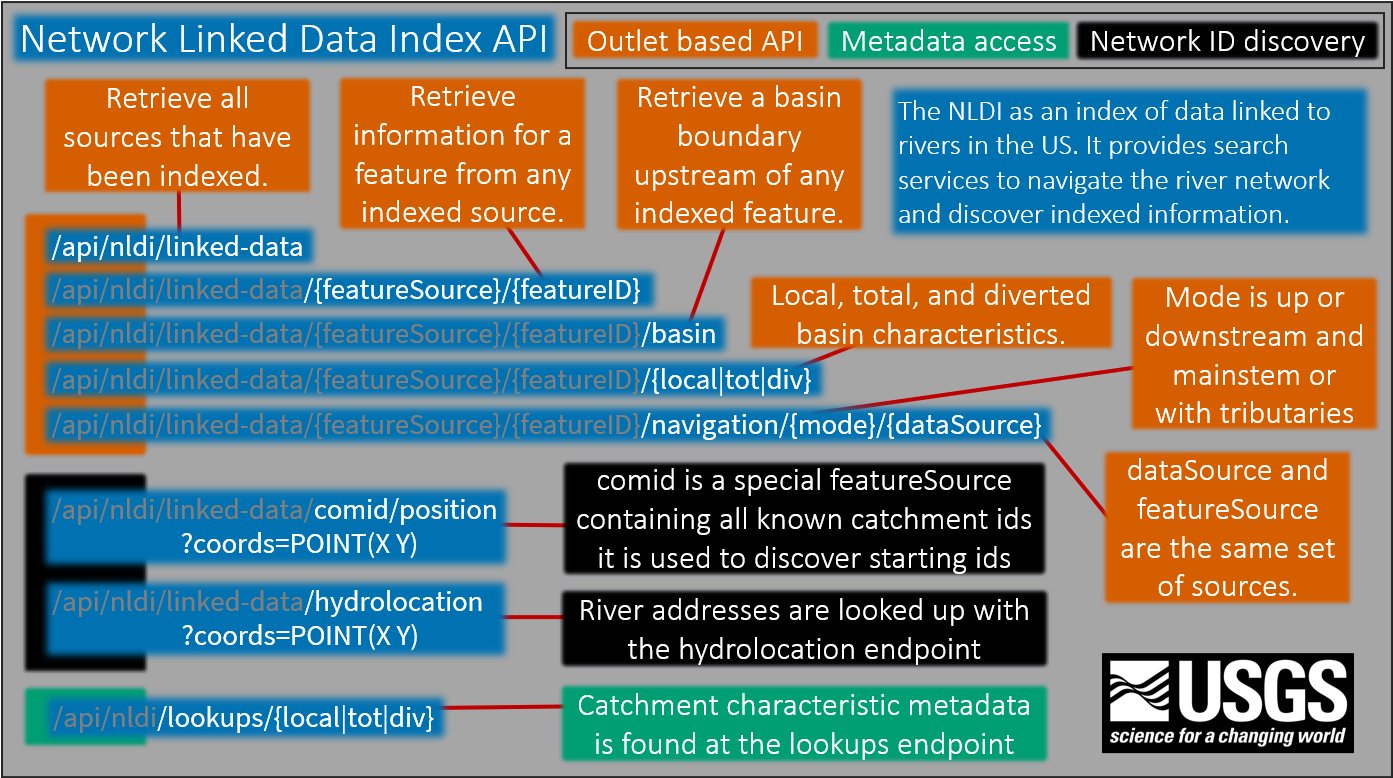 Network Linked Data Index API
Outlet based API
Metadata access
Network ID discovery
Retrieve all
sources that have
been indexed.
Retrieve
information for a
feature from any
indexed source.
Retrieve a basin
boundary
upstream of any
indexed feature.
The NLDI as an index of data linked to
rivers in the US. It provides search
services to navigate the river network
and discover indexed information.
/api/nldi/linked-data
/api/nldi/linked-data/{featureSource}/{featureID}
/api/nldi/linked-data/{featureSource}/{featureID}/basin
/api/nldi/linked-data/{featureSource}/{featureID}/{local|tot|div}
/api/nldi/linked-data/{featureSource}/{featureID}/navigation/{mode}/{dataSource}
Local, total, and diverted
basin characteristics.
Mode is up or
downstream and
mainstem or
with tributaries
dataSource and
featureSource
are the same set
of sources.
/api/nldi/linked-data/comid/position
?coords=POINT(X Y)
comid is a special featureSource
containing all known catchment ids
it is used to discover starting ids
/api/nldi/linked-data/hydrolocation
?coords=POINT(X Y)
River addresses are looked up with
the hydrolocation endpoint
/api/nldi/lookups/{local|tot|div}
Catchment characteristic metadata
is found at the lookups endpoint
USGS
science for a changing world